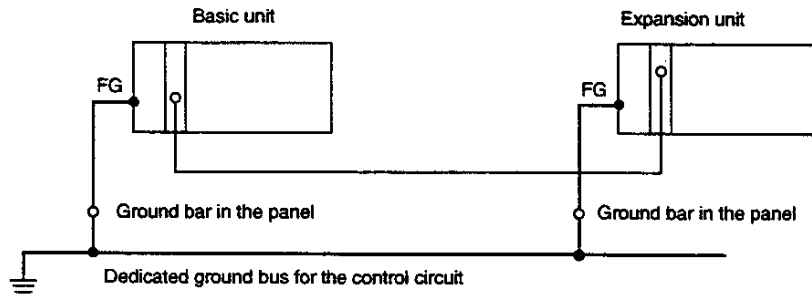 Basic unit
Expansion unit
FG
FG
Ground bar in the panel
Ground bar in the panel
Dedicated ground bus for the control circuit